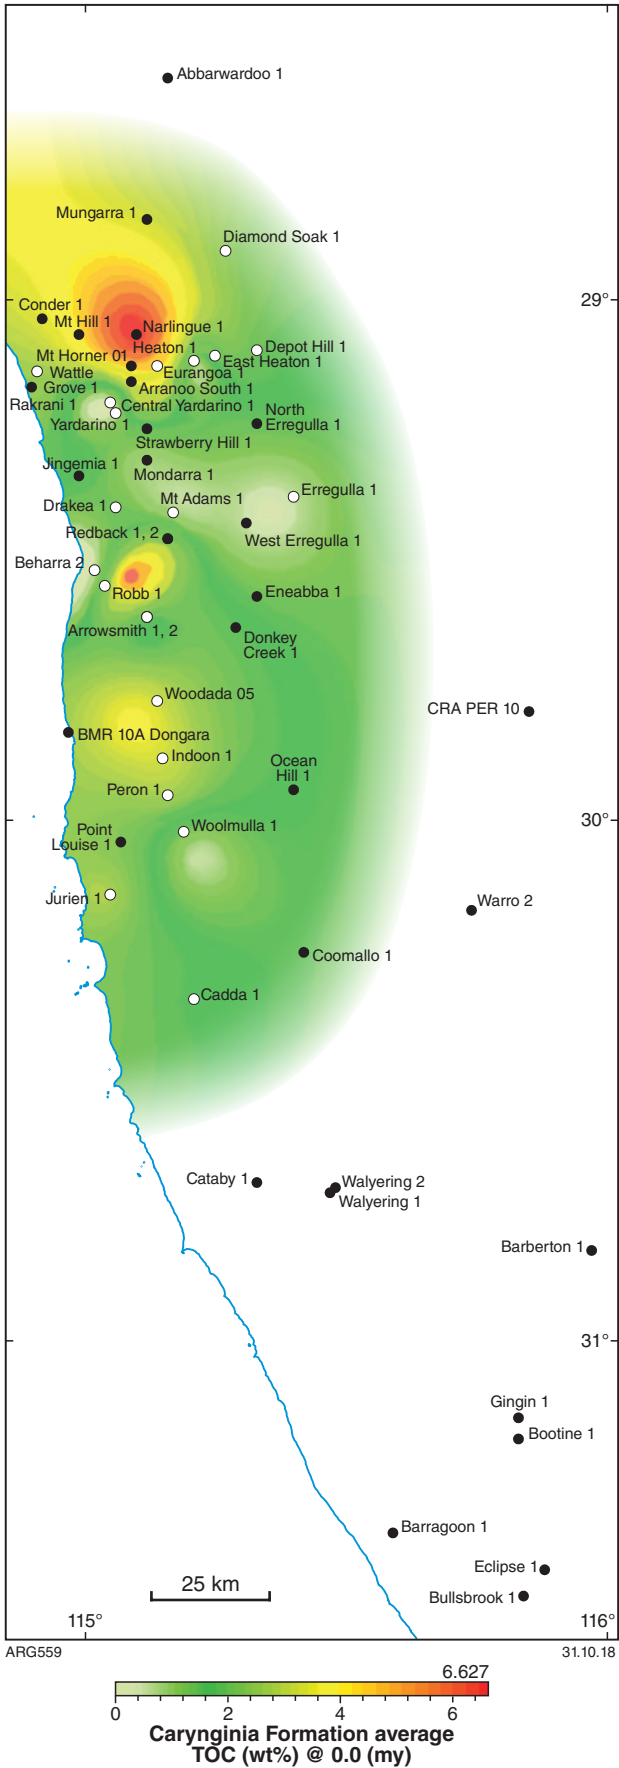 Abbarwardoo 1
Mungarra 1
Diamond Soak 1
29°
Conder 1
Mt Hill 1
Narlingue 1
Heaton 1
Depot Hill 1
Mt Horner 01
East Heaton 1
Wattle
Grove 1
Eurangoa 1
Arranoo South 1
Rakrani 1
Central Yardarino 1
North
Erregulla 1
Yardarino 1
Strawberry Hill 1
Jingemia 1
Mondarra 1
Erregulla 1
Drakea 1
Mt Adams 1
Redback 1, 2
West Erregulla 1
Beharra 2
Robb 1
Eneabba 1
Arrowsmith 1, 2
Donkey
Creek 1
Woodada 05
CRA PER 10
BMR 10A Dongara
Indoon 1
Ocean
Hill 1
Peron 1
30°
Point
Louise 1
Woolmulla 1
Jurien 1
Warro 2
Coomallo 1
Cadda 1
Cataby 1
Walyering 2
Walyering 1
Barberton 1
31°
Gingin 1
Bootine 1
Barragoon 1
Eclipse 1
Bullsbrook 1
25 km
115°
116°
ARG559
31.10.18
6.627
0 2 4 6
Carynginia Formation average
TOC (wt%) @ 0.0 (my)